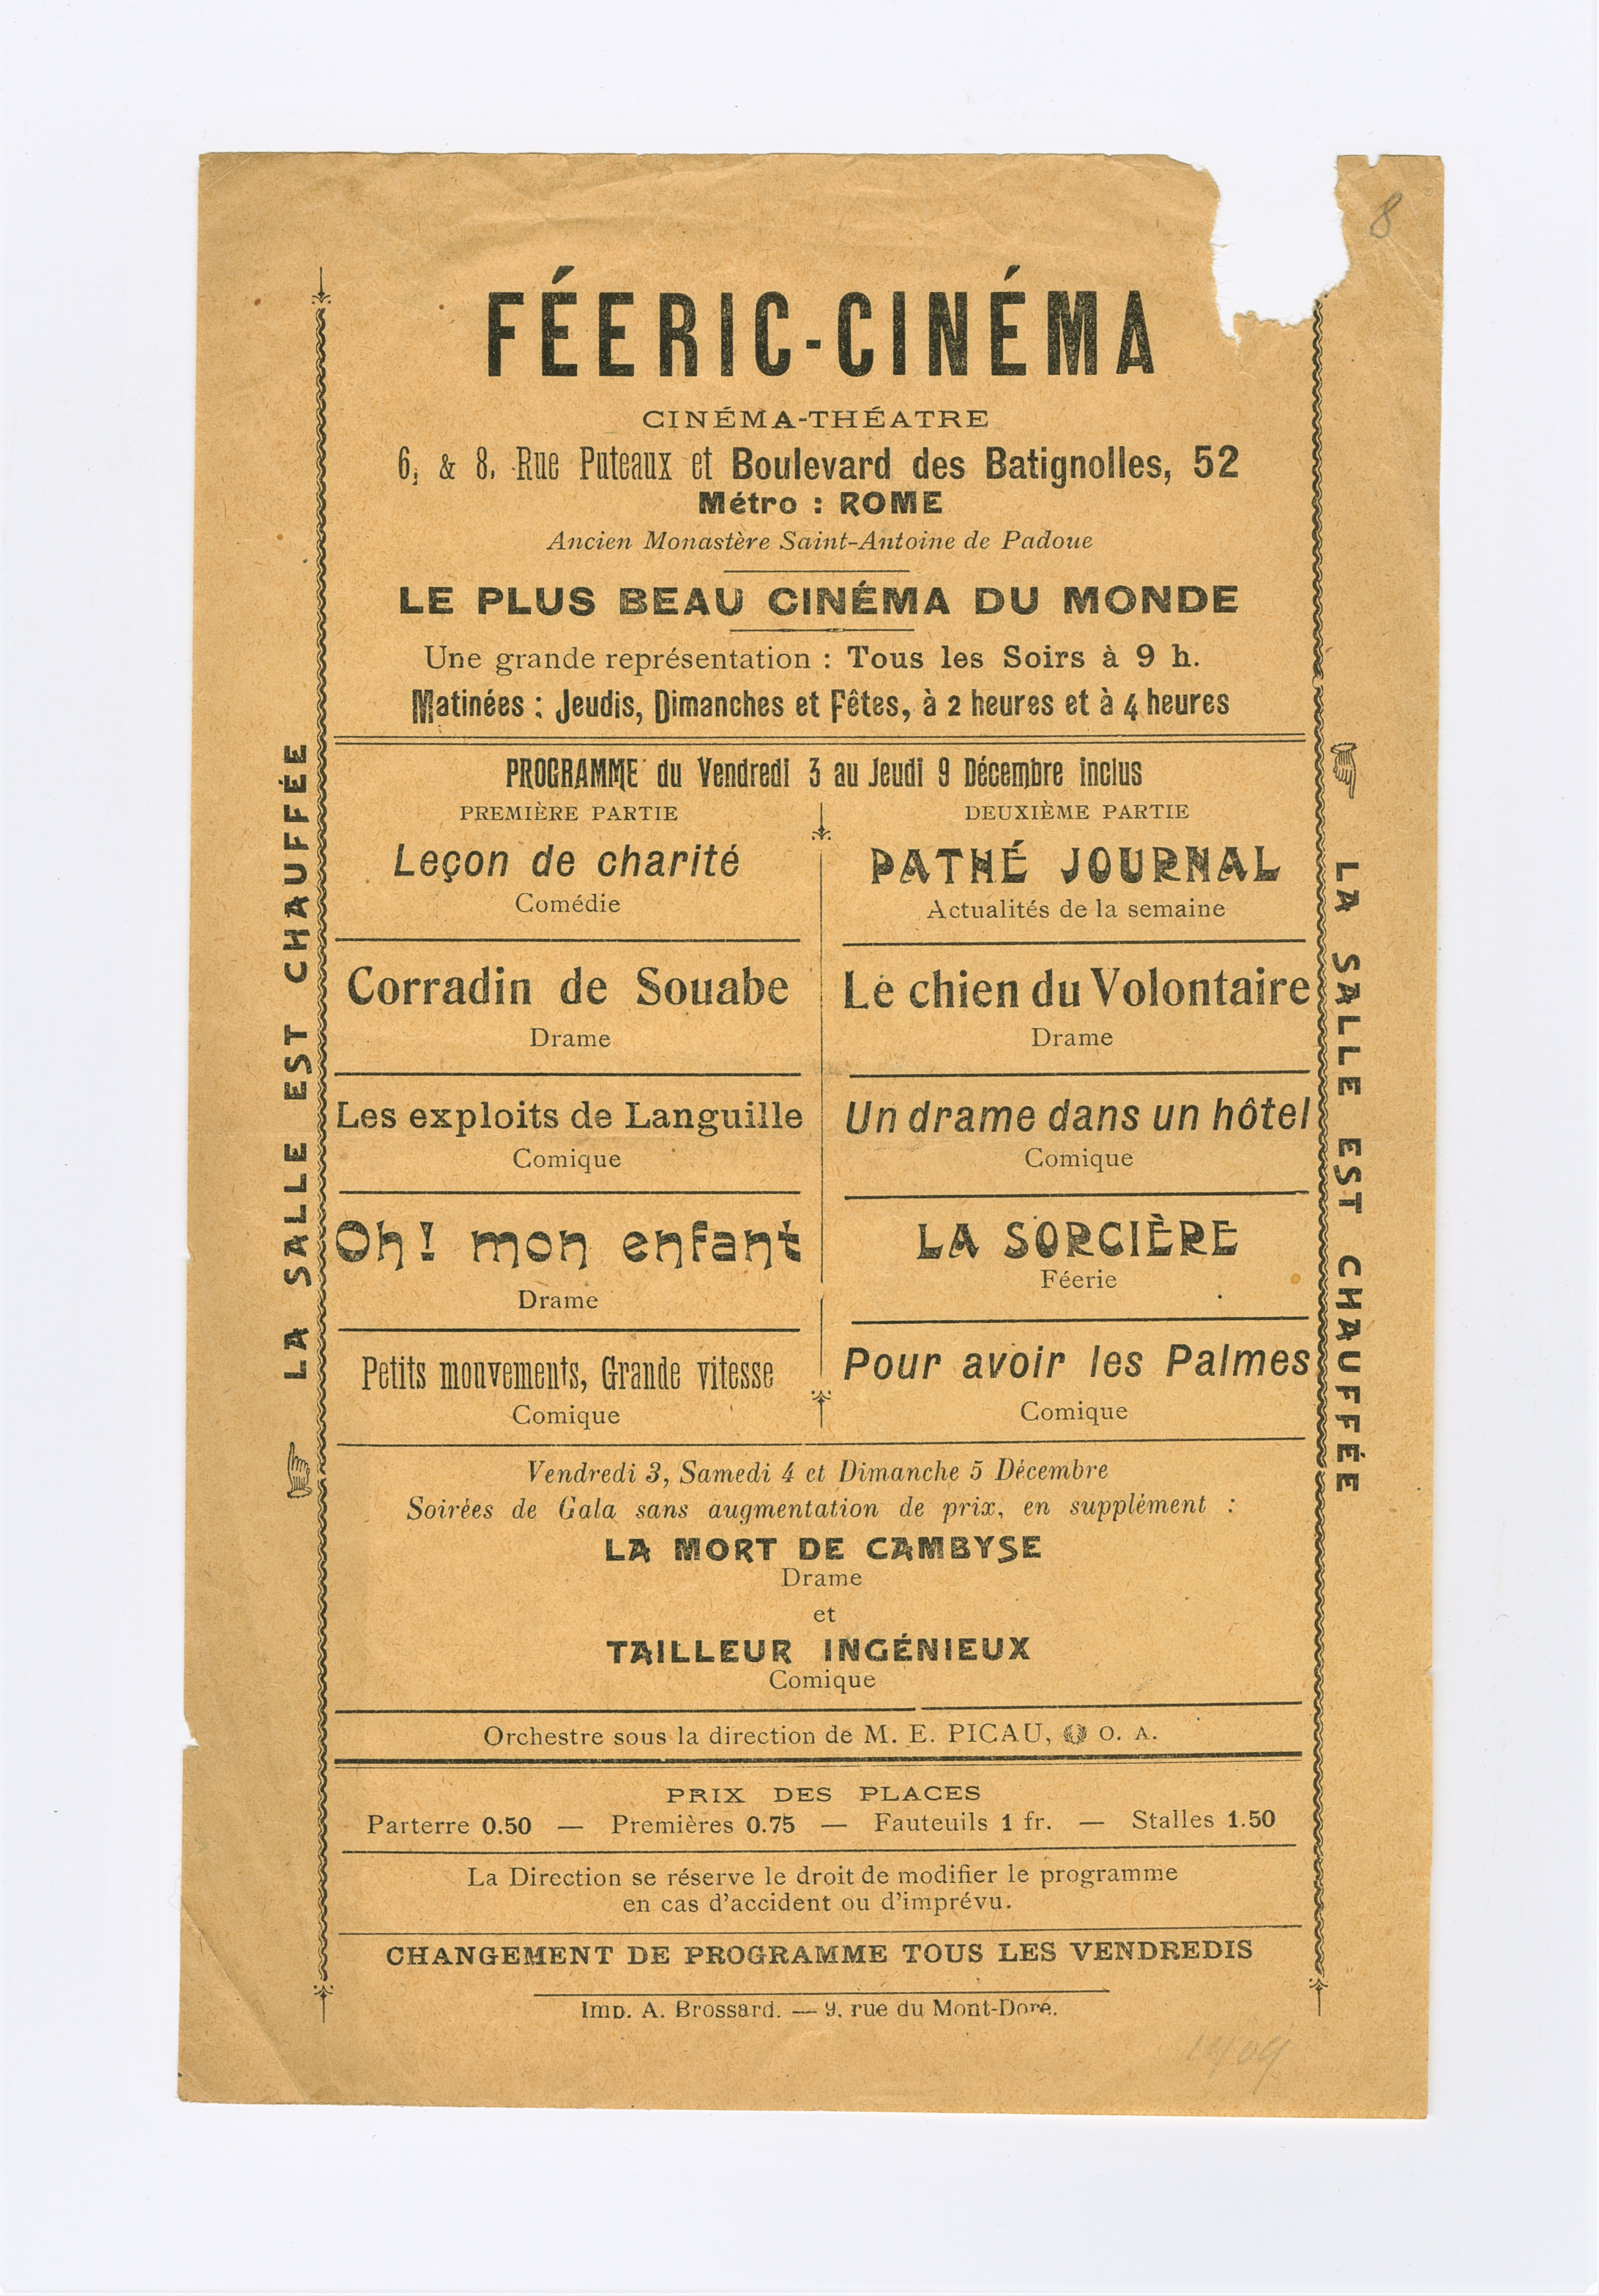 8
FÉERIC-CINÉMA
CINÉMA-THÉATRE
6, & 8, Rue Puteaux et Boulevard des Batignolles, 52
Métro : ROME
Ancien Monastère Saint-Antoine de Padoue
LE PLUS BEAU CINÉMA DU MONDE
Une grande représentation : Tous les Soirs à 9 h.
Matinées : Jeudis, Dimanches et Fêtes, à 2 heures et à 4 heures
PROGRAMME du Vendredi 3 au Jeudi 9 Décembre inclus
PREMIÈRE PARTIE
Leçon de charité
Comédie
Corradin de Souabe
Drame
Les exploits de Languille
Comique
Oh! mon enfant
Drame
Petits mouvements, Grande vitesse
Comique
DEUXIÈME PARTIE
PATHÉ JOURNAL
Actualités de la semaine
Le chien du Volontaire
Drame
Un drame dans un hôtel
Comique
LA SORCIÈRE
Féerie
Pour avoir les Palmes
Comique
Vendredi 3, Samedi 4 et Dimanche 5 Décembre
Soirées de Gala sans augmentation de prix, en supplément :
LA MORT DE CAMBYSE
Drame
et
TAILLEUR INGÉNIEUX
Comique
Orchestre sous la direction de M. E. PICAU, O. A.
PRIX DES PLACES
Parterre 0.50 — Premières 0.75 — Fauteuils 1 fr. — Stalles 1.50
La Direction se réserve le droit de modifier le programme
en cas d'accident ou d'imprévu.
CHANGEMENT DE PROGRAMME TOUS LES VENDREDIS
Imp. A. Brossard. — 9, rue du Mont-Doré.
1909
LA SALLE EST CHAUFFÉE
LA SALLE EST CHAUFFÉE